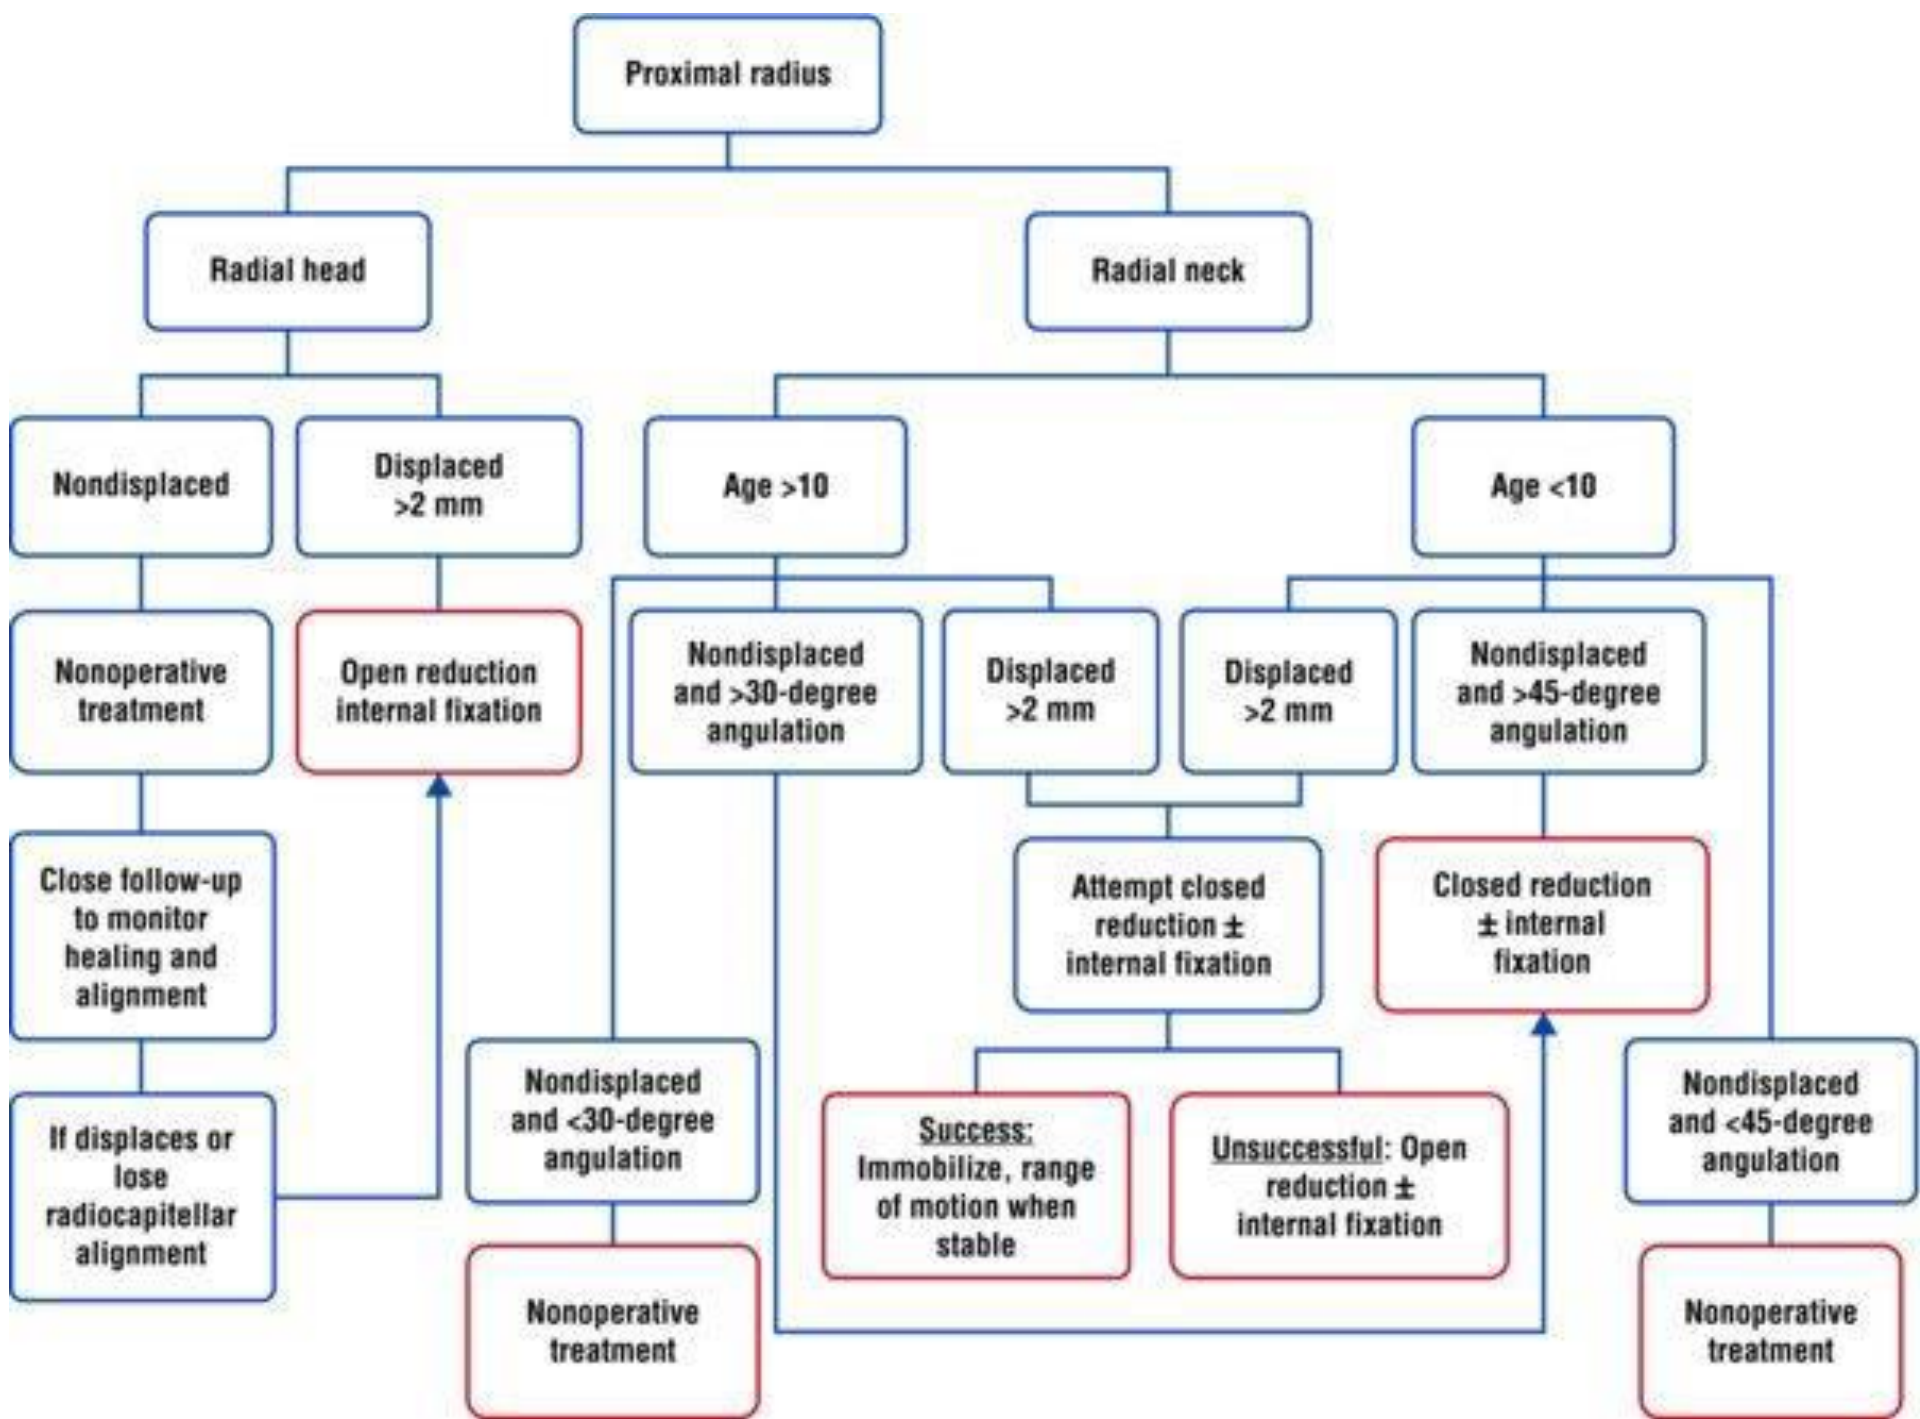 Proximal radius
Radial head
Radial neck
Nondisplaced
Displaced
>2 mm
Age >10
Age <10
Nonoperative
treatment
Open reduction
internal fixation
Nondisplaced
and >30-degree
angulation
Displaced
>2 mm
Displaced
>2 mm
Nondisplaced
and >45-degree
angulation
Close follow-up
to monitor
healing and
alignment
Attempt closed
reduction ±
internal fixation
Closed reduction
± internal
fixation
Nondisplaced
and <30-degree
angulation
Nondisplaced
and <45-degree
angulation
If displaces or
lose
radiocapitellar
alignment
Success:
Immobilize, range
of motion when
stable
Unsuccessful: Open
reduction ±
internal fixation
Nonoperative
treatment
Nonoperative
treatment